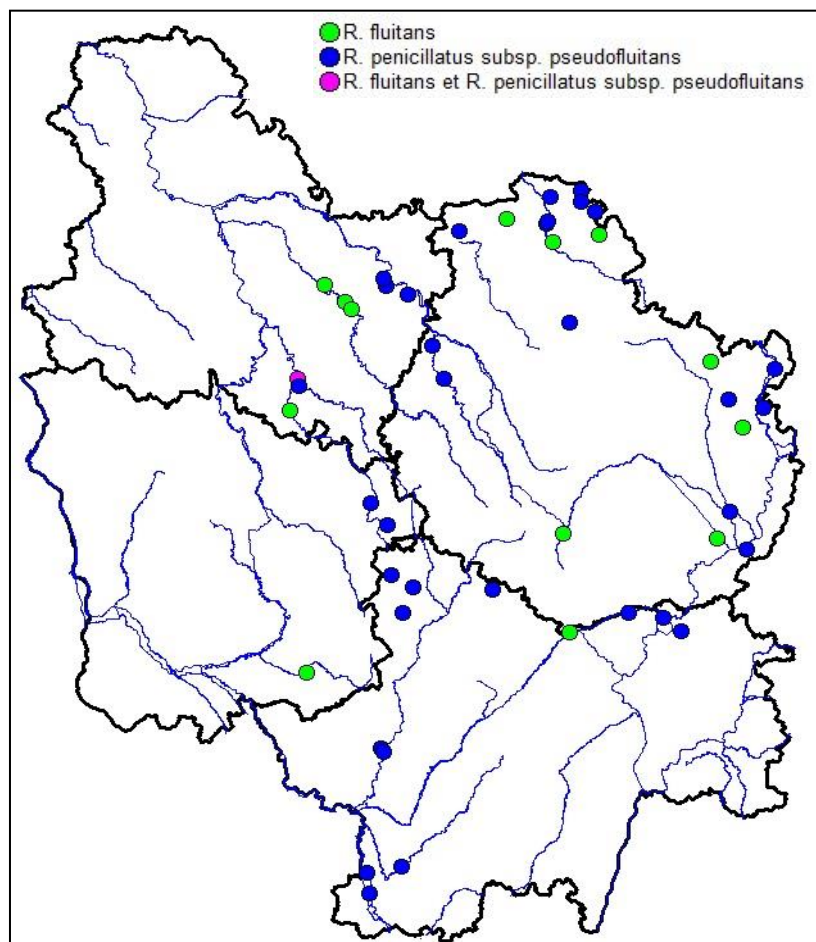 R. fluitans
R. penicillatus subsp. pseudofluitans
R. fluitans et R. penicillatus subsp. pseudofluitans